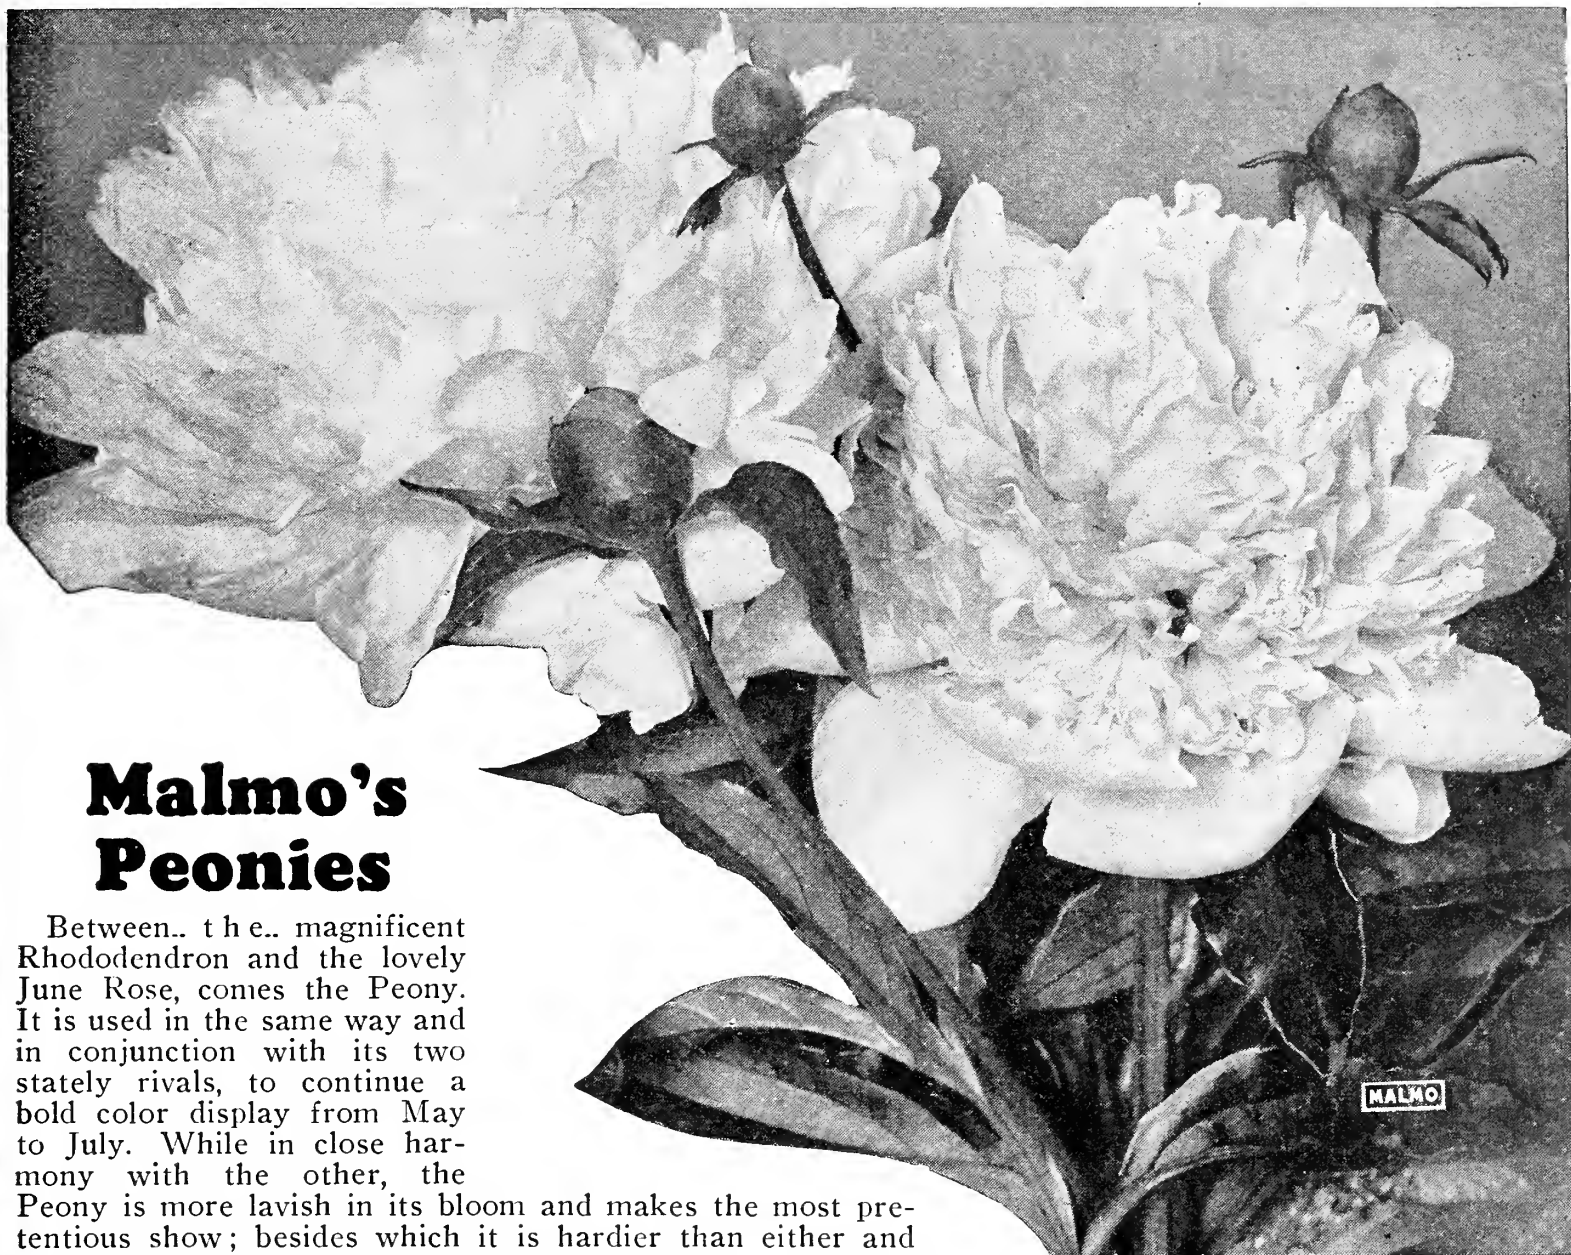 Malmo's
Peonies
Between.. t h e.. magnificent
Rhododendron and the lovely
June Rose, comes the Peony.
It is used in the same way and
in conjunction with its two
stately rivals, to continue a
bold color display from May
to July. While in close har-
mony with the other, the
Peony is more lavish in its bloom and makes the most pre-
tentious show; besides which it is hardier than either and
MALMO